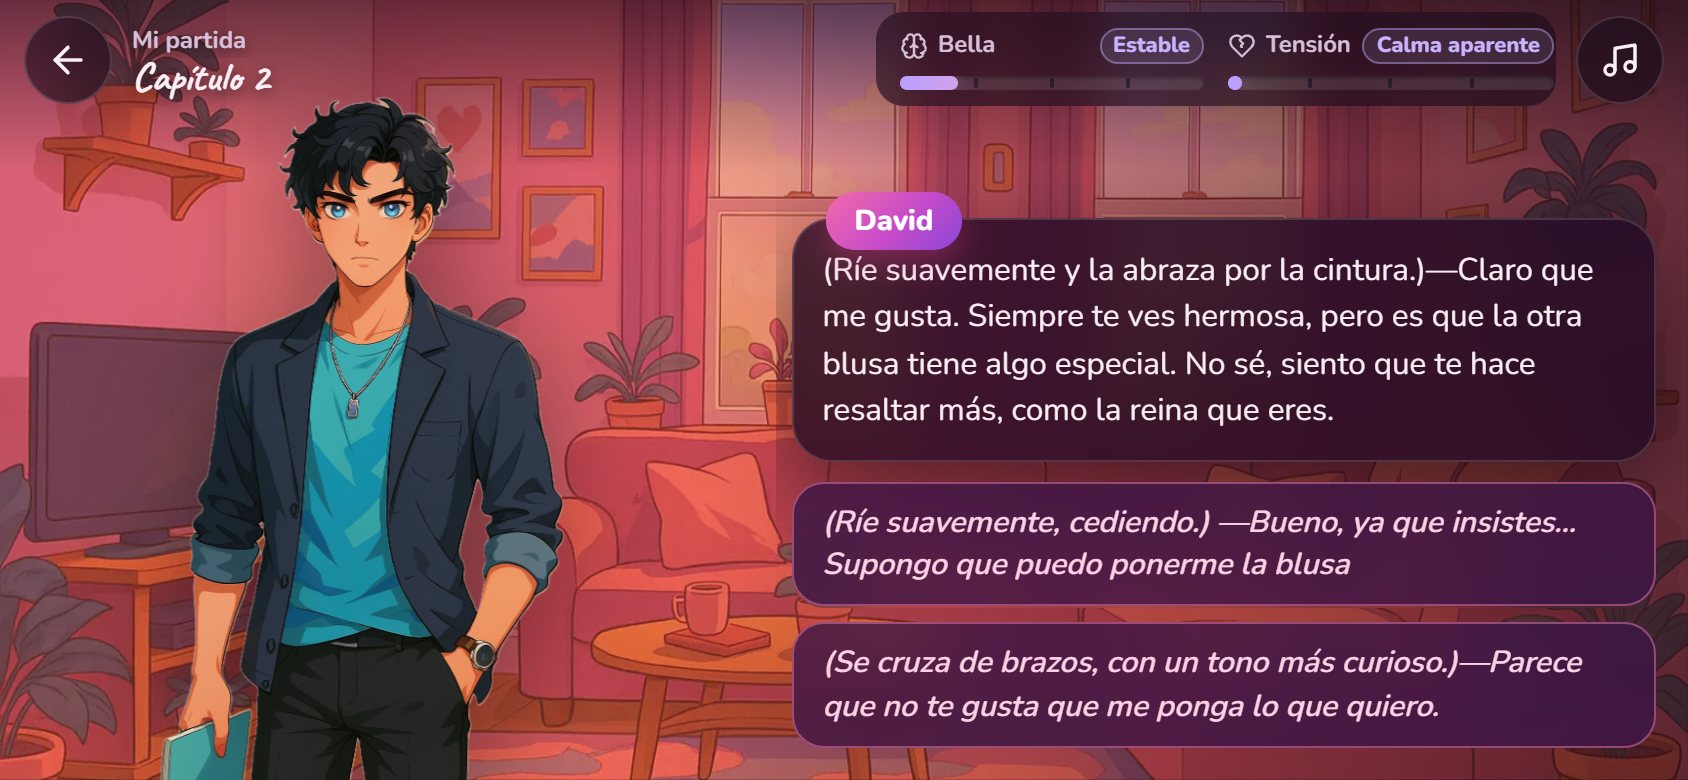 Mi partida
Capítulo 2
Bella
Estable
Tensión
Calma aparente
David
(Ríe suavemente y la abraza por la cintura.)—Claro que
me gusta. Siempre te ves hermosa, pero es que la otra
blusa tiene algo especial. No sé, siento que te hace
resaltar más, como la reina que eres.
(Ríe suavemente, cediendo.) —Bueno, ya que insistes...
Supongo que puedo ponerme la blusa
(Se cruza de brazos, con un tono más curioso.)—Parece
que no te gusta que me ponga lo que quiero.